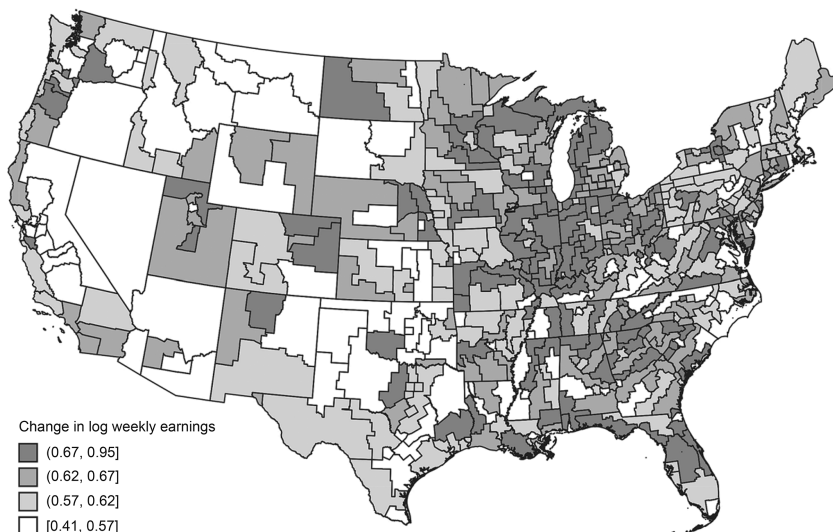 Change in log weekly earnings
(0.67, 0.95]
(0.62, 0.67]
(0.57, 0.62]
[0.41, 0.57]